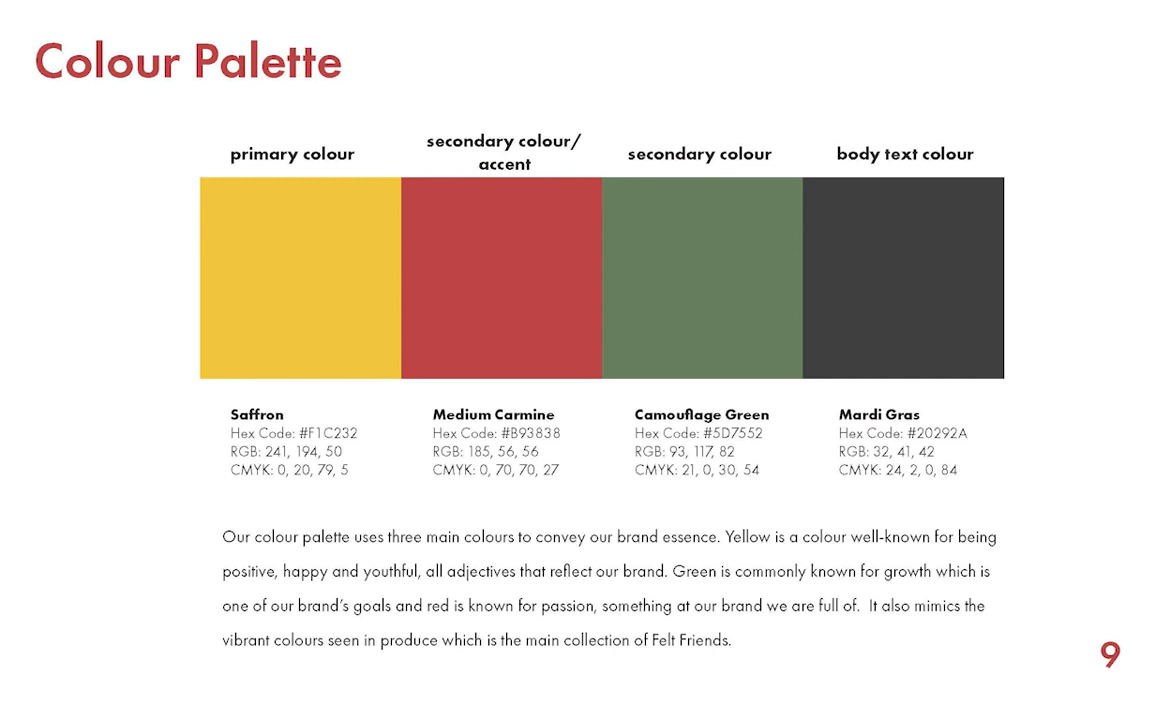 Colour Palette
primary colour
secondary colour/
accent
secondary colour
body text colour
Saffron
Hex Code: #F1C232
RGB: 241, 194, 50
CMYK: 0, 20, 79, 5
Medium Carmine
Hex Code: #B93838
RGB: 185, 56, 56
CMYK: 0, 70, 70, 27
Camouflage Green
Hex Code: #5D7552
RGB: 93, 117, 82
CMYK: 21, 0, 30, 54
Mardi Gras
Hex Code: #20292A
RGB: 32, 41, 42
CMYK: 24, 2, 0, 84
Our colour palette uses three main colours to convey our brand essence. Yellow is a colour well-known for being
positive, happy and youthful, all adjectives that reflect our brand. Green is commonly known for growth which is
one of our brand's goals and red is known for passion, something at our brand we are full of.  It also mimics the
vibrant colours seen in produce which is the main collection of Felt Friends.
9